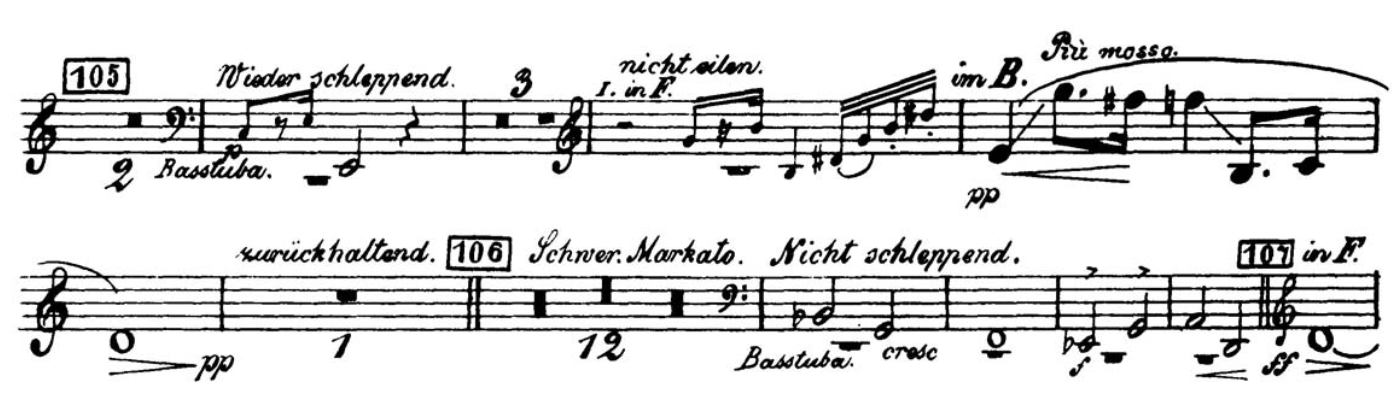 105 Wieder schleppend. 3 nicht eilen. I. in F. im B. Più mosso.
2 Basstuba. p pp
zurückhaltend. 106 Schwer. Markato. Nicht schleppend. 107 in F.
pp 1 12 Basstuba. cresc f ff